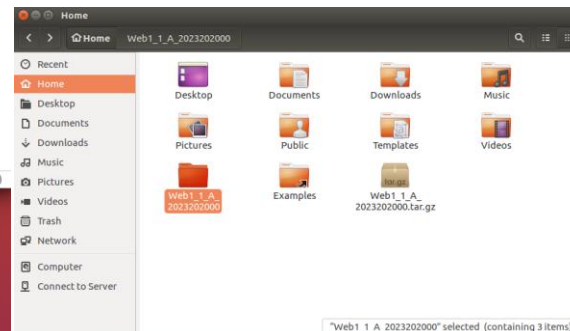 Home
Home Web1_1_A_2023202000
Recent
Home
Desktop
Documents
Downloads
Music
Pictures
Videos
Trash
Network
Computer
Connect to Server
Desktop Documents Downloads Music
Pictures Public Templates Videos
tar.gz
Web1_1_A_ Examples Web1_1_A_
2023202000 2023202000.tar.gz
"Web1_1_A_2023202000" selected (containing 3 items)